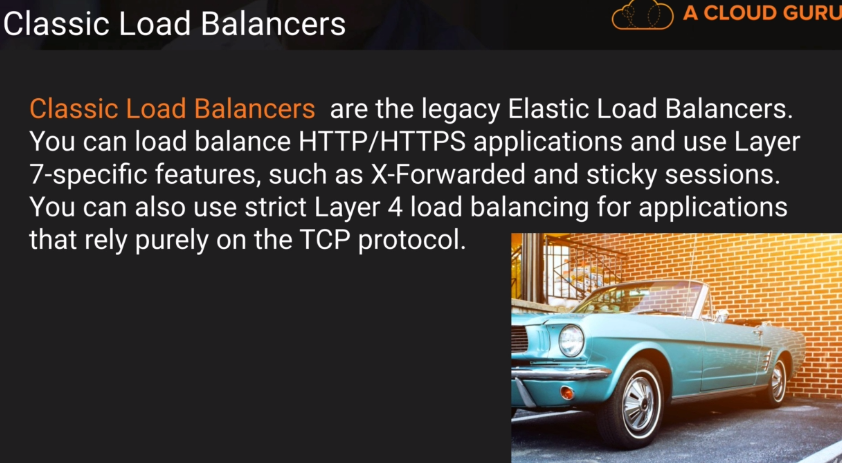 Classic Load Balancers
A CLOUD GURU
Classic Load Balancers are the legacy Elastic Load Balancers.
You can load balance HTTP/HTTPS applications and use Layer
7-specific features, such as X-Forwarded and sticky sessions.
You can also use strict Layer 4 load balancing for applications
that rely purely on the TCP protocol.